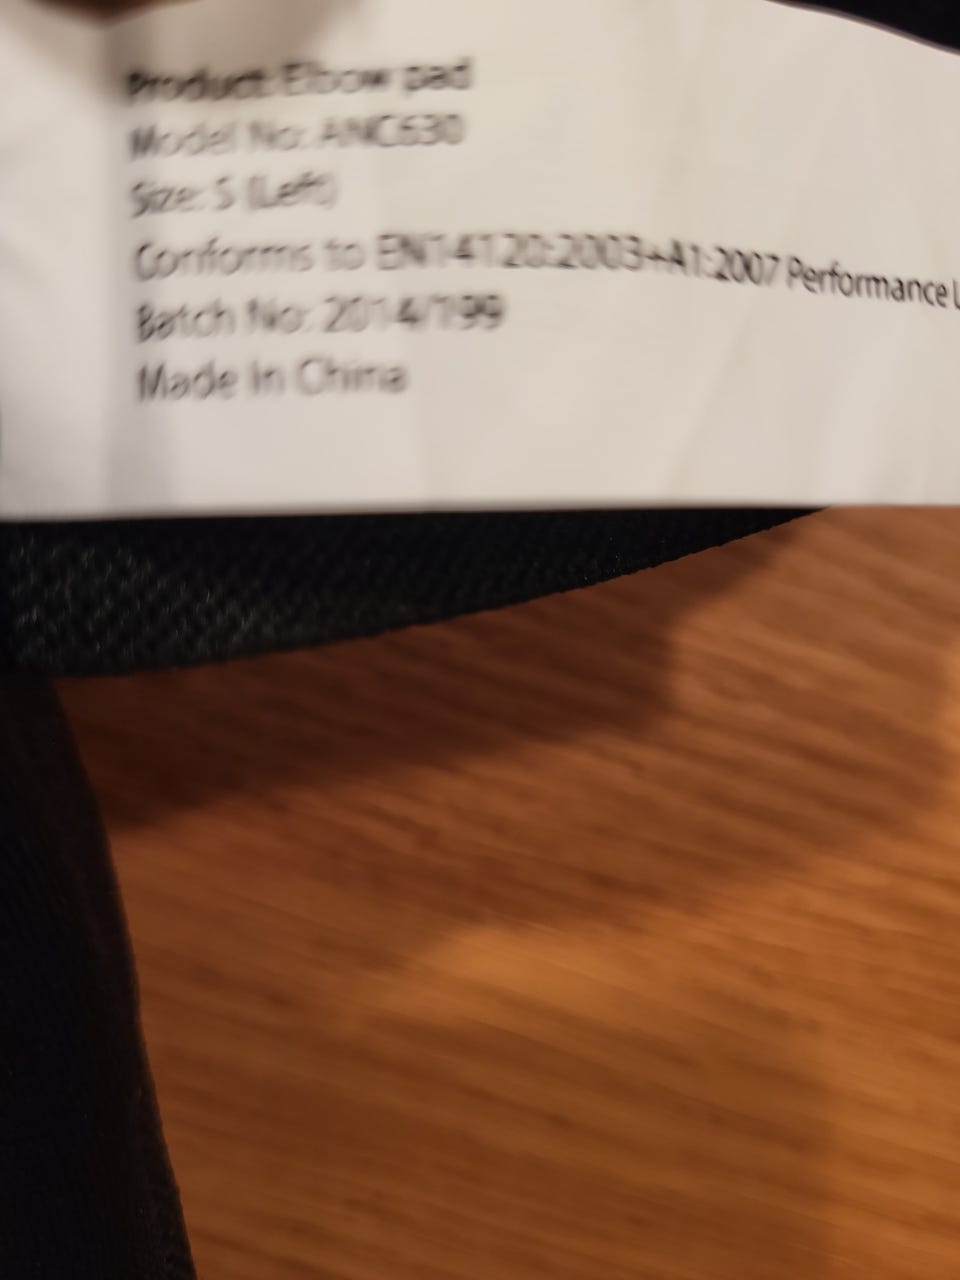 Product: Elbow pad
Model No: ANC630
Size: S (Left)
Conforms to EN14120:2003+A1:2007 Performance
Batch No: 2014/199
Made In China